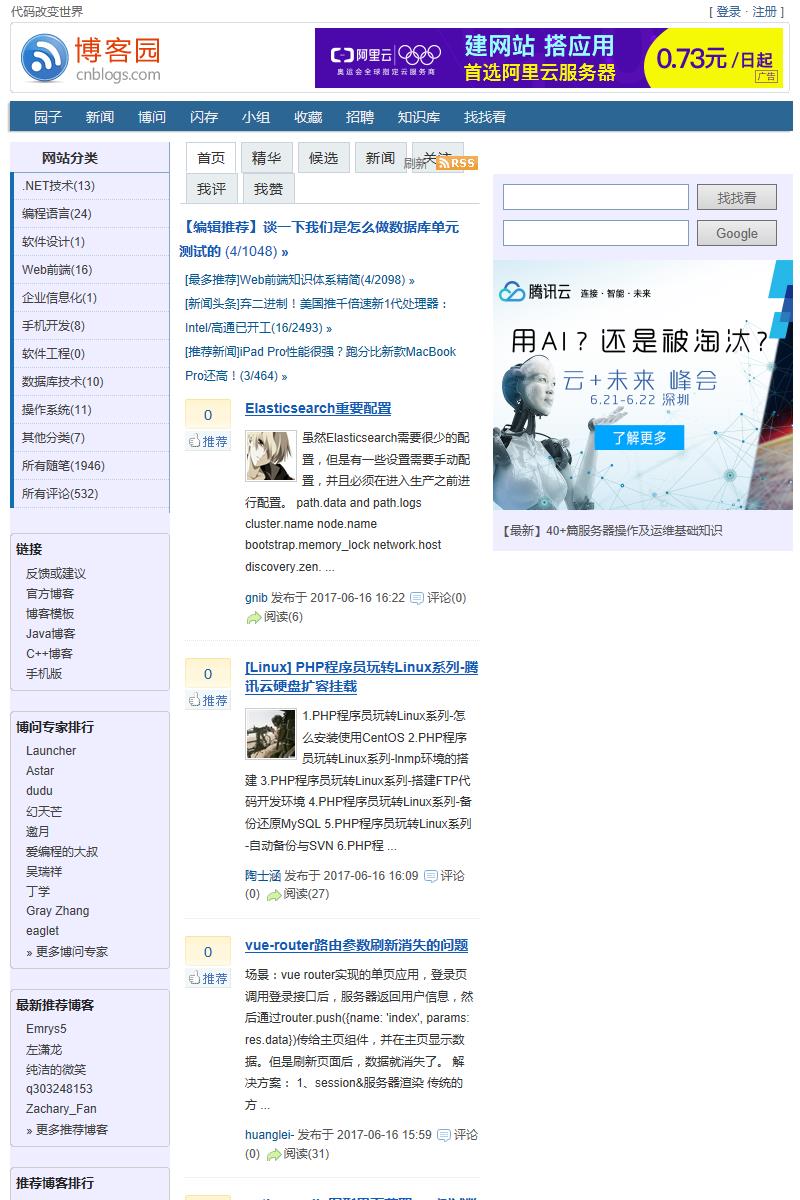 代码改变世界
[ 登录 · 注册 ]
博客园
cnblogs.com
阿里云
奥运会全球指定云服务商
建网站 搭应用
首选阿里云服务器
0.73元 /日起
广告
园子 新闻 博问 闪存 小组 收藏 招聘 知识库 找找看
网站分类
.NET技术(13)
编程语言(24)
软件设计(1)
Web前端(16)
企业信息化(1)
手机开发(8)
软件工程(0)
数据库技术(10)
操作系统(11)
其他分类(7)
所有随笔(1946)
所有评论(532)
链接
反馈或建议
官方博客
博客模板
Java博客
C++博客
手机版
博问专家排行
Launcher
Astar
dudu
幻天芒
邀月
爱编程的大叔
吴瑞祥
丁学
Gray Zhang
eaglet
» 更多博问专家
最新推荐博客
Emrys5
左潇龙
纯洁的微笑
q303248153
Zachary_Fan
» 更多推荐博客
推荐博客排行
首页 精华 候选 新闻 关注
刷新 RSS
我评 我赞
【编辑推荐】谈一下我们是怎么做数据库单元
测试的 (4/1048) »
[最多推荐]Web前端知识体系精简(4/2098) »
[新闻头条]弃二进制！美国推千倍速新1代处理器：
Intel/高通已开工(16/2493) »
[推荐新闻]iPad Pro性能很强？跑分比新款MacBook
Pro还高！(3/464) »
0
推荐
Elasticsearch重要配置
虽然Elasticsearch需要很少的配
置，但是有一些设置需要手动配
置，并且必须在进入生产之前进
行配置。 path.data and path.logs
cluster.name node.name
bootstrap.memory_lock network.host
discovery.zen. ...
gnib 发布于 2017-06-16 16:22 评论(0)
阅读(6)
0
推荐
[Linux] PHP程序员玩转Linux系列-腾
讯云硬盘扩容挂载
1.PHP程序员玩转Linux系列-怎
么安装使用CentOS 2.PHP程序
员玩转Linux系列-lnmp环境的搭
建 3.PHP程序员玩转Linux系列-搭建FTP代
码开发环境 4.PHP程序员玩转Linux系列-备
份还原MySQL 5.PHP程序员玩转Linux系列
-自动备份与SVN 6.PHP程 ...
陶士涵 发布于 2017-06-16 16:09 评论
(0) 阅读(27)
0
推荐
vue-router路由参数刷新消失的问题
场景：vue router实现的单页应用，登录页
调用登录接口后，服务器返回用户信息，然
后通过router.push({name: 'index', params:
res.data})传给主页组件，并在主页显示数
据。但是刷新页面后，数据就消失了。 解
决方案： 1、session&服务器渲染 传统的
方 ...
huanglei- 发布于 2017-06-16 15:59 评论
(0) 阅读(31)
找找看
Google
腾讯云 连接 · 智能 · 未来
用AI？还是被淘汰？
云+未来 峰会
6.21-6.22 深圳
了解更多
【最新】40+篇服务器操作及运维基础知识